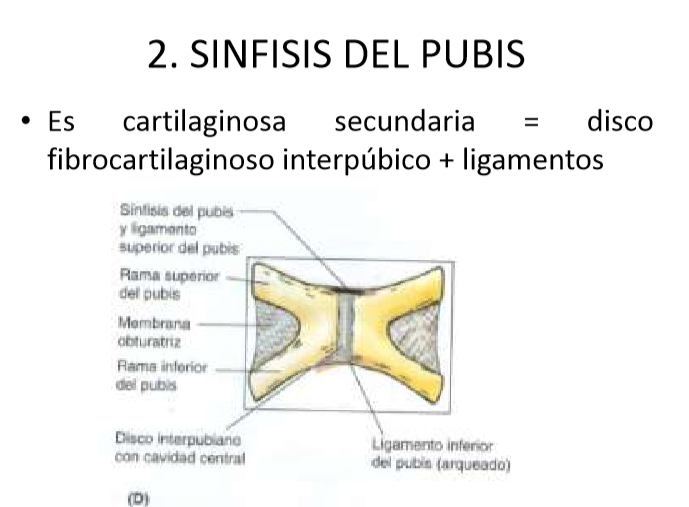 2. SINFISIS DEL PUBIS
• Es cartilaginosa secundaria = disco
fibrocartilaginoso interpúbico + ligamentos
Sínfisis del pubis
y ligamento
superior del pubis
Rama superior
del pubis
Membrana
obturatriz
Rama inferior
del pubis
Disco interpubiano
con cavidad central
Ligamento inferior
del pubis (arqueado)
(D)